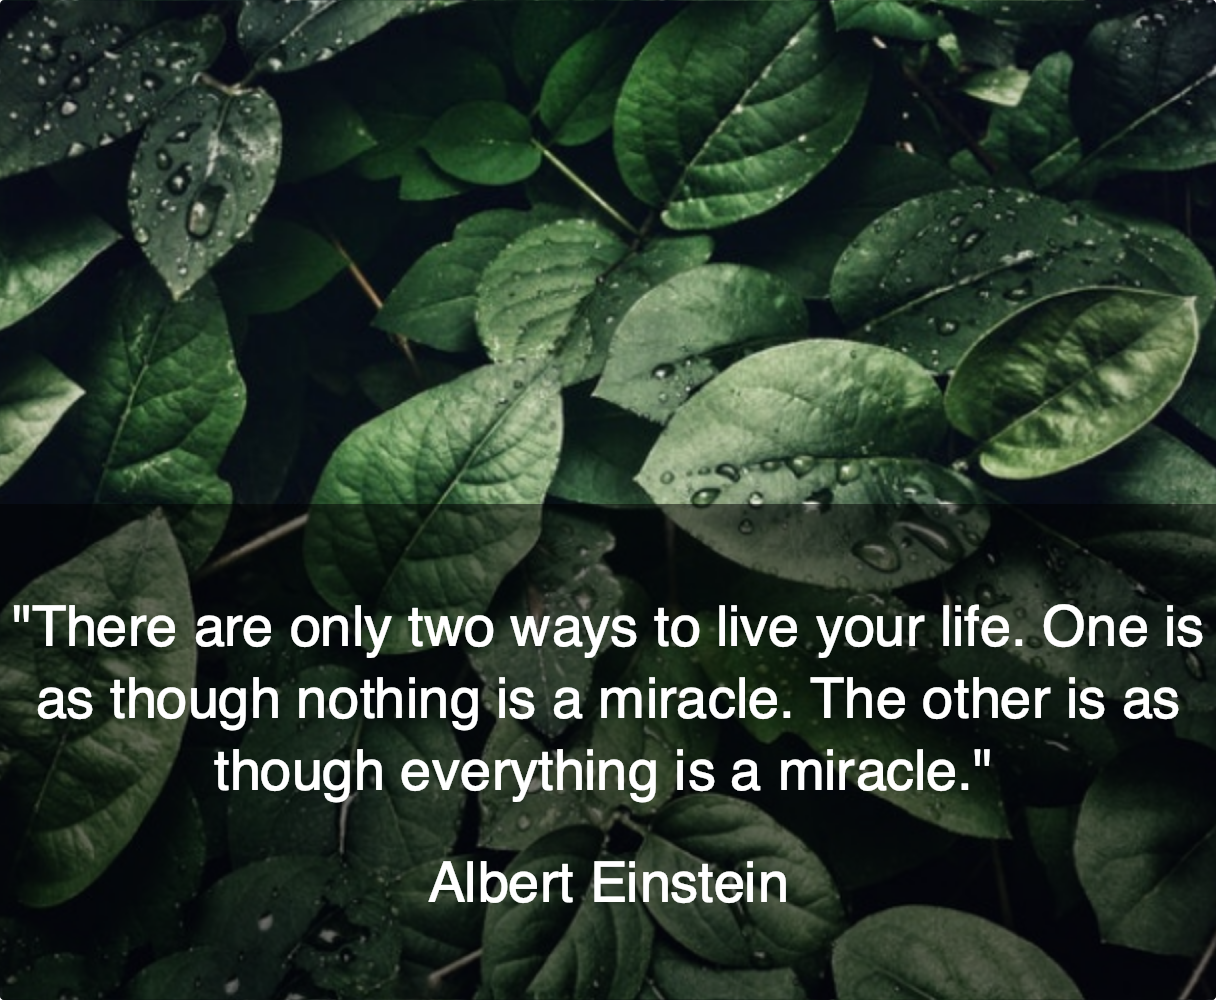 "There are only two ways to live your life. One is
as though nothing is a miracle. The other is as
though everything is a miracle."
Albert Einstein